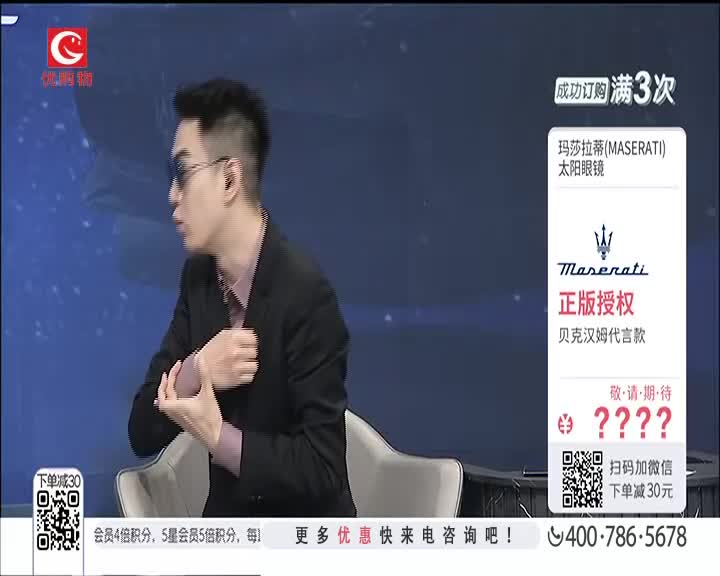 优购物
成功订购满3次
玛莎拉蒂(MASERATI)
太阳眼镜
Maserati
正版授权
贝克汉姆代言款
敬·请·期·待
¥????
扫码加微信
下单减30元
下单减30
会员4倍积分，5星会员5倍积分，每
更多优惠快来电咨询吧！
400-786-5678